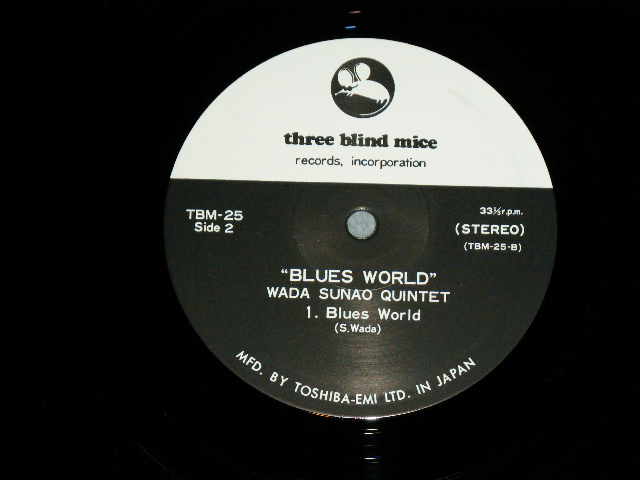 three blind mice
records, incorporation
TBM-25
Side 2
33⅓ r.p.m.
(STEREO)
(TBM-25-B)
"BLUES WORLD"
WADA SUNAO QUINTET
1. Blues World
(S.Wada)
MFD. BY TOSHIBA-EMI LTD. IN JAPAN